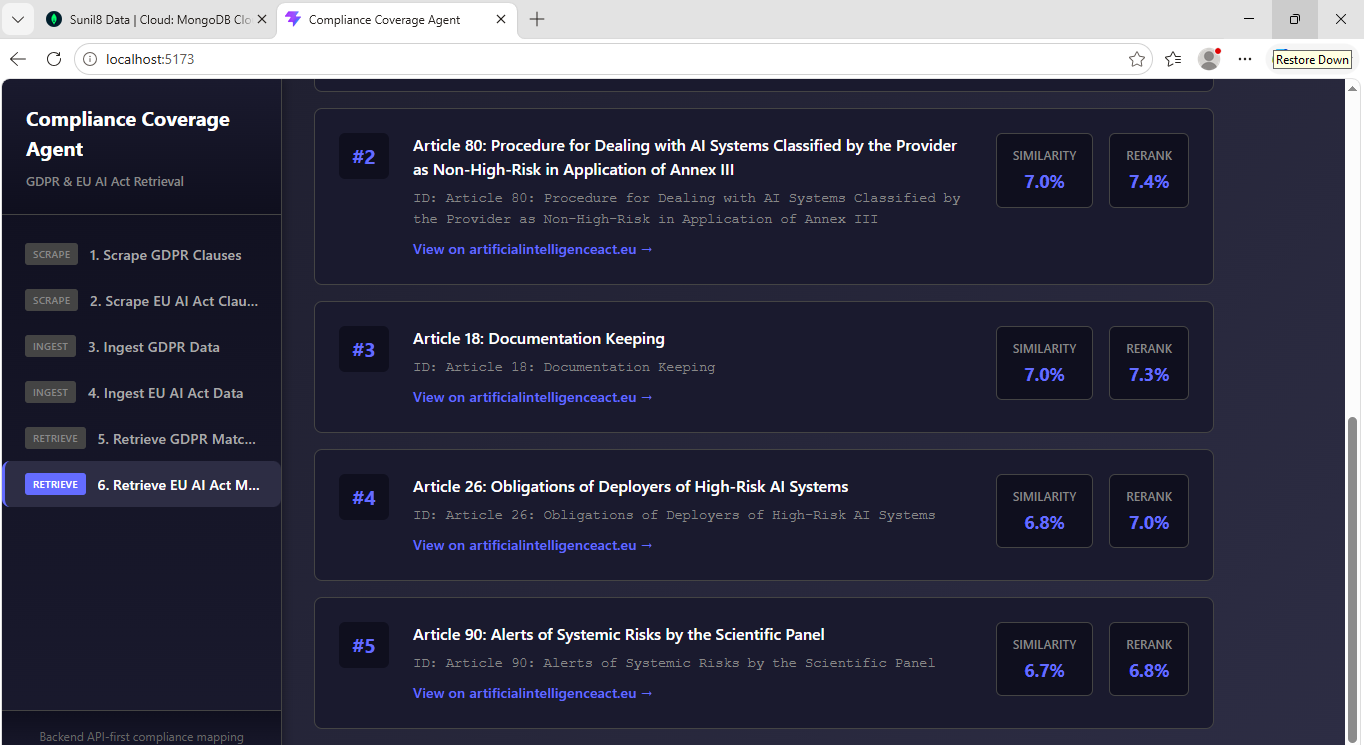 Sunil8 Data | Cloud: MongoDB Clo
Compliance Coverage Agent
localhost:5173
Restore Down
Compliance Coverage
Agent
GDPR & EU AI Act Retrieval
SCRAPE 1. Scrape GDPR Clauses
SCRAPE 2. Scrape EU AI Act Clau...
INGEST 3. Ingest GDPR Data
INGEST 4. Ingest EU AI Act Data
RETRIEVE 5. Retrieve GDPR Matc...
RETRIEVE 6. Retrieve EU AI Act M...
Backend API-first compliance mapping
#2
Article 80: Procedure for Dealing with AI Systems Classified by the Provider
as Non-High-Risk in Application of Annex III
ID: Article 80: Procedure for Dealing with AI Systems Classified by
the Provider as Non-High-Risk in Application of Annex III
View on artificialintelligenceact.eu →
SIMILARITY
7.0%
RERANK
7.4%
#3
Article 18: Documentation Keeping
ID: Article 18: Documentation Keeping
View on artificialintelligenceact.eu →
SIMILARITY
7.0%
RERANK
7.3%
#4
Article 26: Obligations of Deployers of High-Risk AI Systems
ID: Article 26: Obligations of Deployers of High-Risk AI Systems
View on artificialintelligenceact.eu →
SIMILARITY
6.8%
RERANK
7.0%
#5
Article 90: Alerts of Systemic Risks by the Scientific Panel
ID: Article 90: Alerts of Systemic Risks by the Scientific Panel
View on artificialintelligenceact.eu →
SIMILARITY
6.7%
RERANK
6.8%